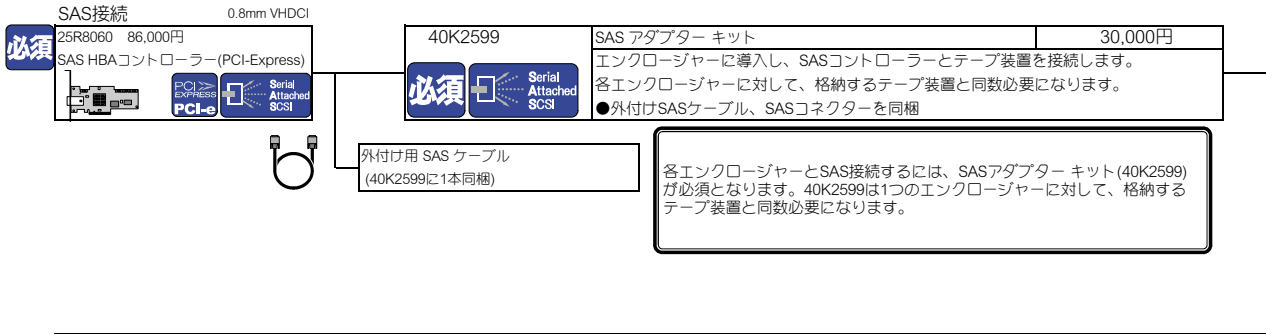 SAS接続 0.8mm VHDCI
必須
25R8060 86,000円
SAS HBAコントローラー(PCI-Express)
PCI EXPRESS
PCI-e
Serial
Attached
SCSI
40K2599 SAS アダプター キット 30,000円
必須
Serial
Attached
SCSI
エンクロージャーに導入し、SASコントローラーとテープ装置を接続します。
各エンクロージャーに対して、格納するテープ装置と同数必要になります。
●外付けSASケーブル、SASコネクターを同梱
外付け用 SAS ケーブル
(40K2599に1本同梱)
各エンクロージャーとSAS接続するには、SASアダプター キット(40K2599)
が必須となります。40K2599は1つのエンクロージャーに対して、格納する
テープ装置と同数必要になります。